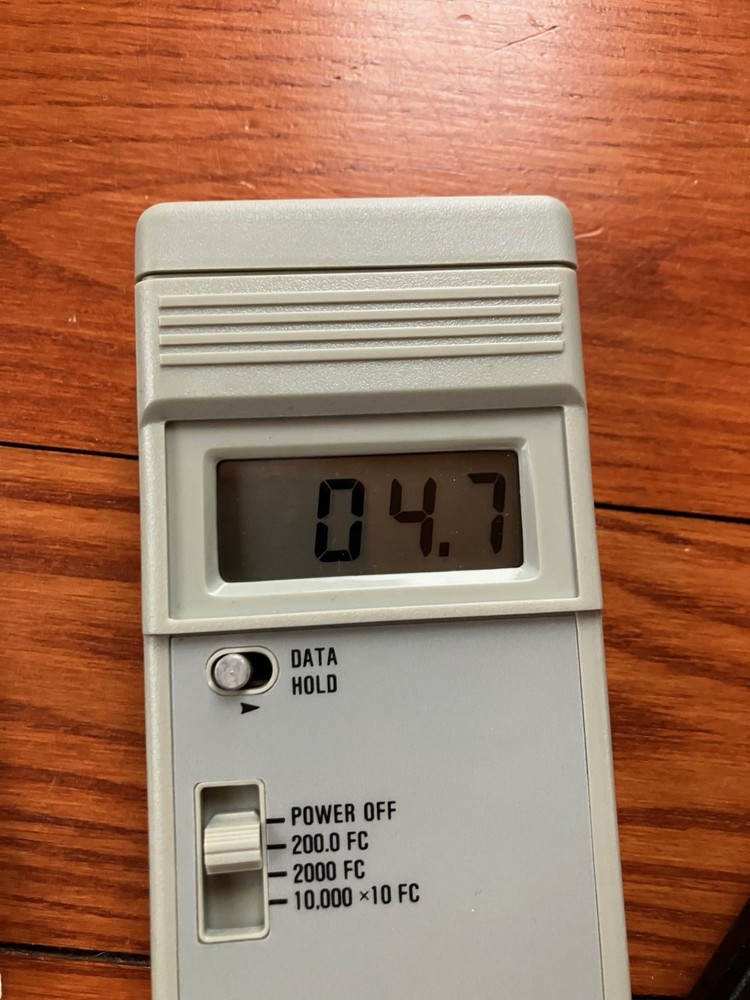 04.7
DATA
HOLD
POWER OFF
200.0 FC
2000 FC
10,000 ×10 FC